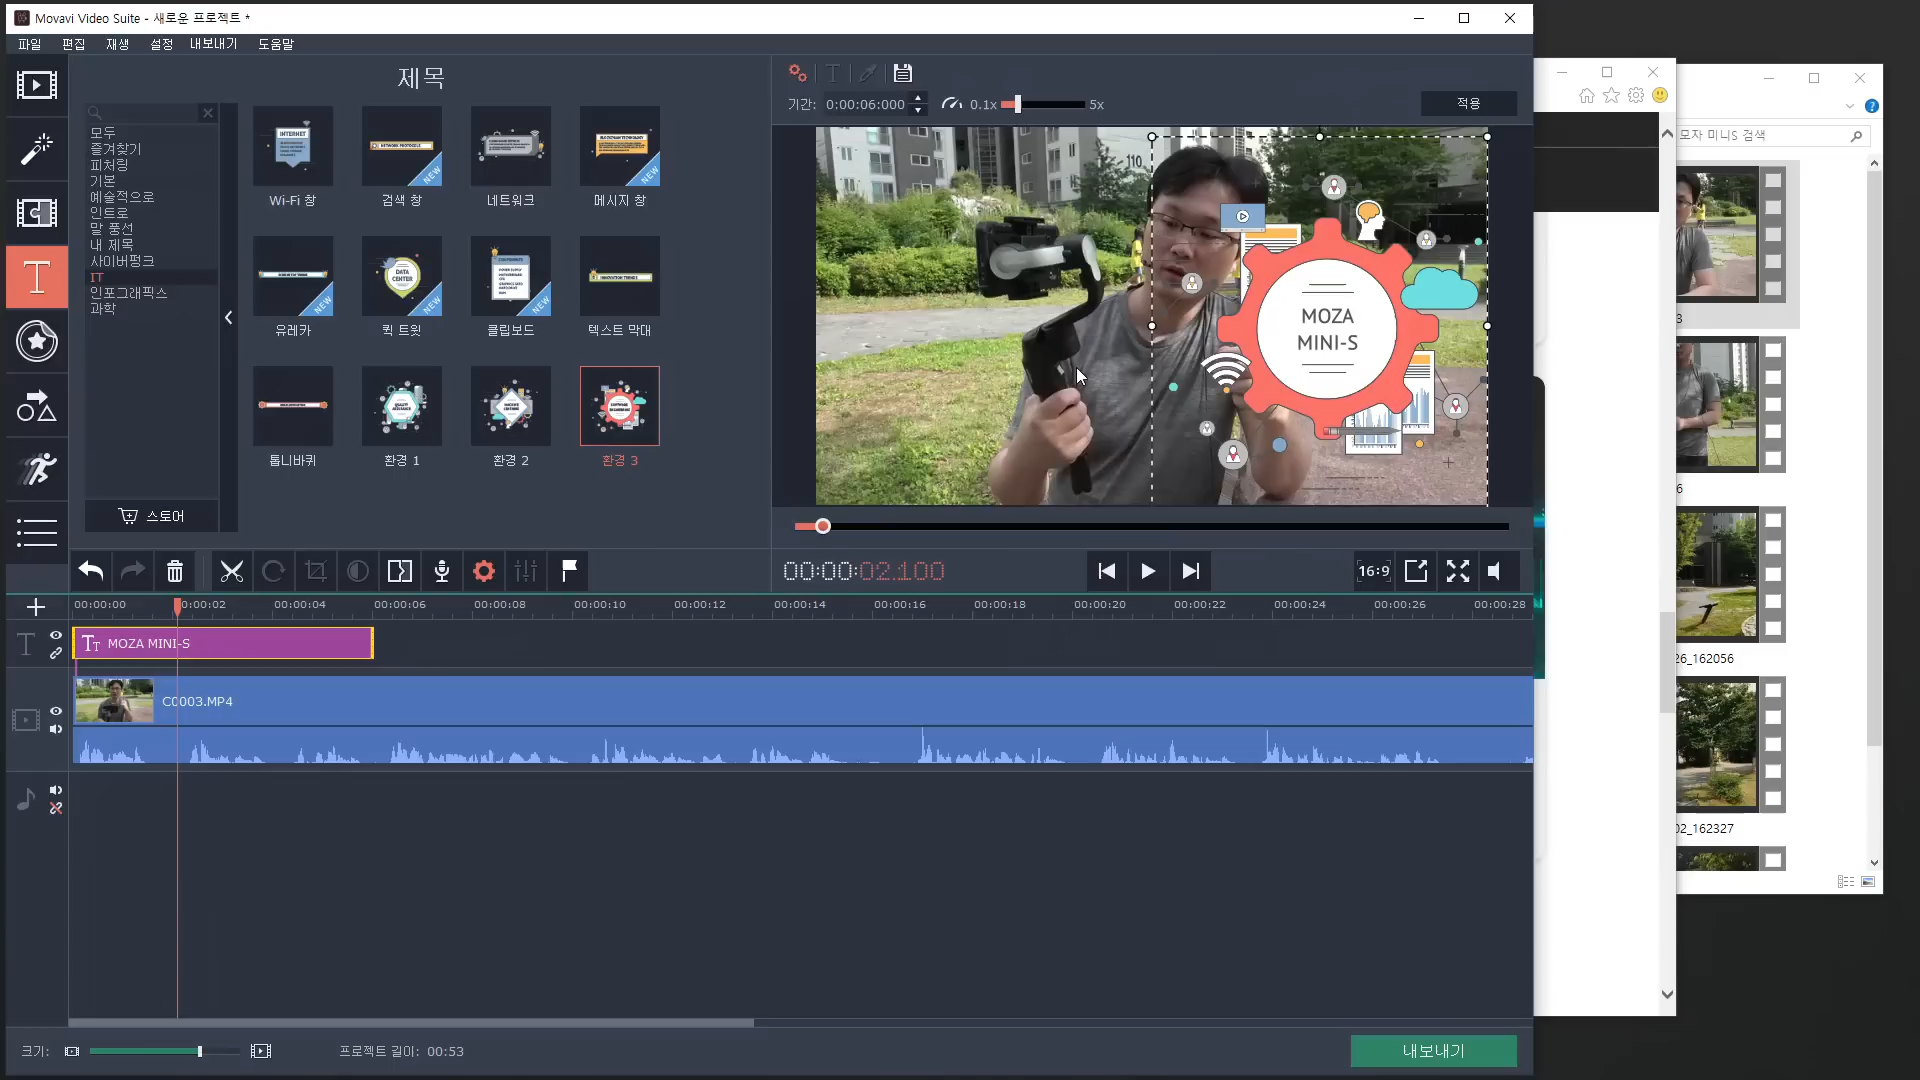 Movavi Video Suite - 새로운 프로젝트 *
파일 편집 재생 설정 내보내기 도움말
제목
모두
즐겨찾기
피처링
기본
예술적으로
인트로
말 풍선
내 제목
사이버펑크
IT
인포그래픽스
과학
스토어
INTERNET
NEW
NEW
Wi-Fi 창
검색 창
네트워크
메시지 창
NEW
DATA CENTER
NEW
NEW
유레카
퀵 트윗
클립보드
텍스트 막대
톱니바퀴
환경 1
환경 2
환경 3
기간: 0:00:06:000 0.1x 5x
적용
110
MOZA
MINI-S
00:00:02.100
16:9
00:00:00 0:00:02 00:00:04 00:00:06 00:00:08 00:00:10 00:00:12 00:00:14 00:00:16 00:00:18 00:00:20 00:00:22 00:00:24 00:00:26 00:00:28
MOZA MINI-S
C0003.MP4
크기:
프로젝트 길이: 00:53
내보내기
모자 미니S 검색
3
6
26_162056
02_162327